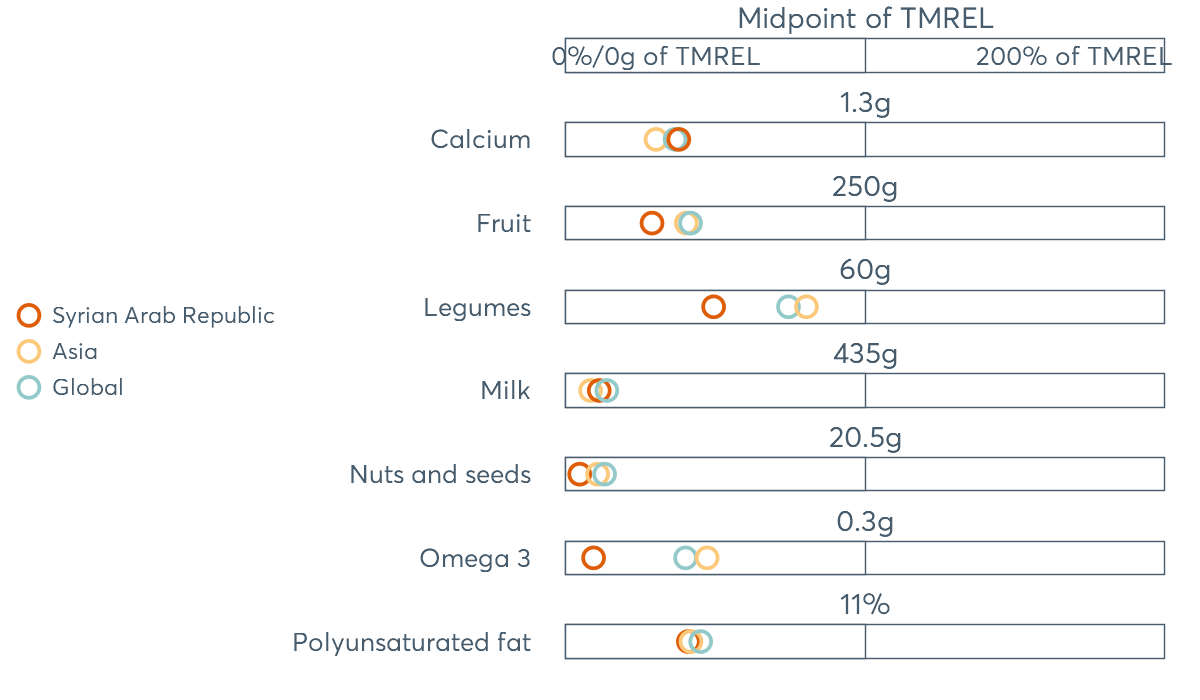 Midpoint of TMREL
0%/0g of TMREL 200% of TMREL
1.3g
Calcium
250g
Fruit
60g
Legumes
Syrian Arab Republic
Asia
Global
435g
Milk
20.5g
Nuts and seeds
0.3g
Omega 3
11%
Polyunsaturated fat